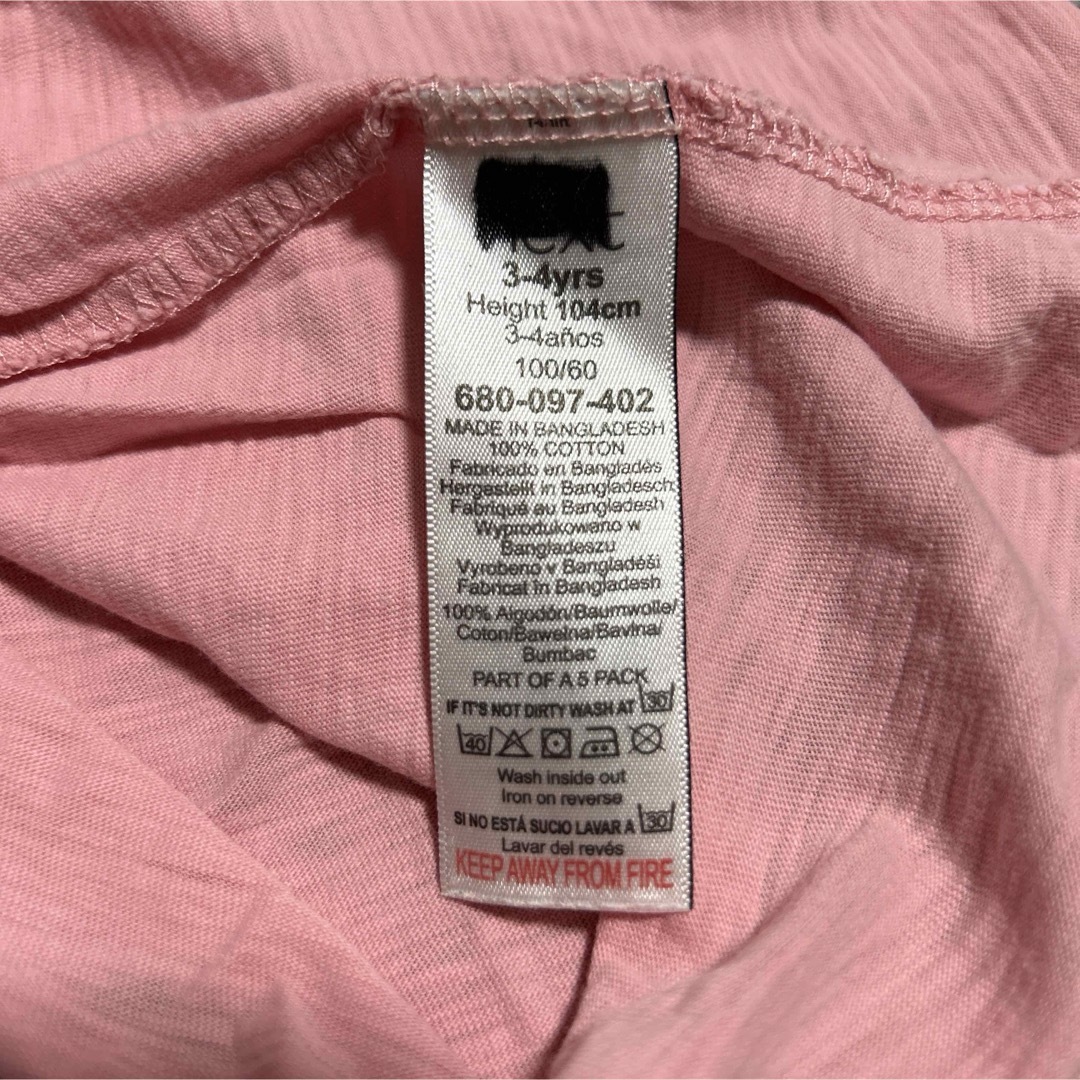 next
3-4yrs
Height 104cm
3-4años
100/60
680-097-402
MADE IN BANGLADESH
100% COTTON
Fabricado en Bangladés
Hergestellt in Bangladesch
Fabriqué au Bangladesh
Wyprodukowano w
Bangladeszu
Vyrobeno v Bangladéši
Fabricat în Bangladesh
100% Algodón/Baumwolle/
Coton/Bawełna/Bavlna/
Bumbac
PART OF A 5 PACK
IF IT'S NOT DIRTY WASH AT 30
40
Wash inside out
Iron on reverse
SI NO ESTÁ SUCIO LAVAR A 30
Lavar del revés
KEEP AWAY FROM FIRE